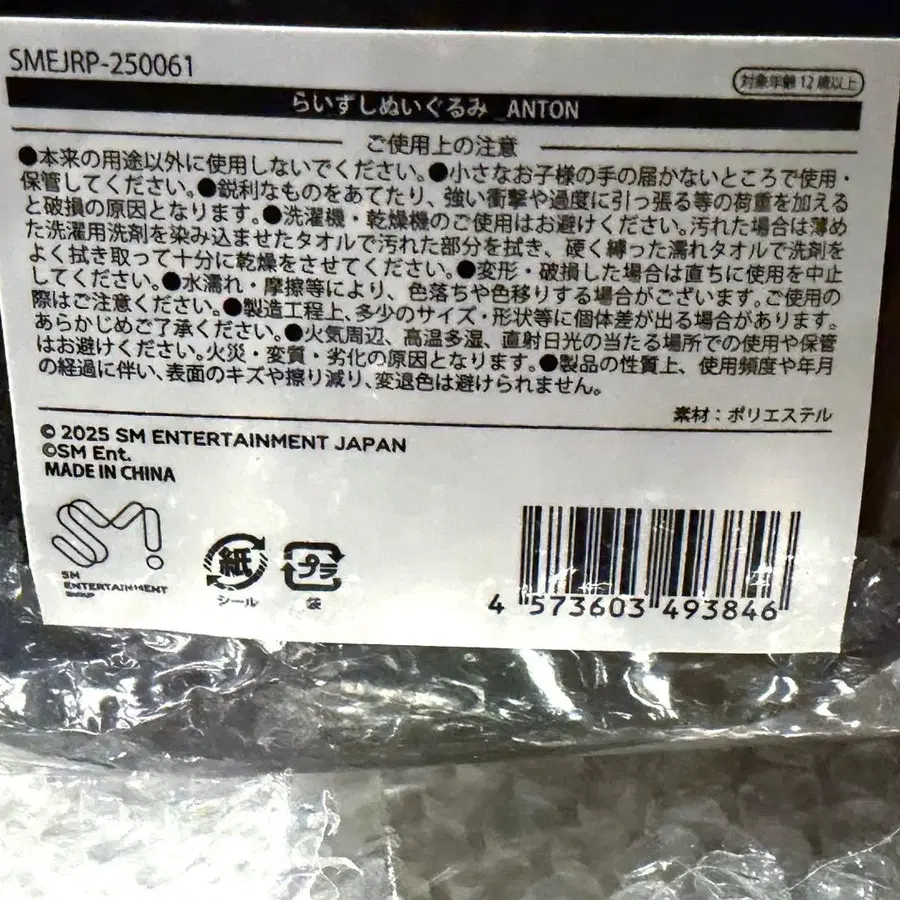 SMEJRP-250061
対象年齢12歳以上
らいずしぬいぐるみ_ANTON
ご使用上の注意
●本来の用途以外に使用しないでください。●小さなお子様の手の届かないところで使用・
保管してください。●鋭利なものをあてたり、強い衝撃や過度に引っ張る等の荷重を加える
と破損の原因となります。●洗濯機・乾燥機のご使用はお避けください。汚れた場合は薄め
た洗濯用洗剤を染み込ませたタオルで汚れた部分を拭き、硬く縛った濡れタオルで洗剤を
よく拭き取って十分に乾燥をさせてください。●変形・破損した場合は直ちに使用を中止
してください。●水濡れ・摩擦等により、色落ちや色移りする場合がございます。ご使用の
際はご注意ください。●製造工程上、多少のサイズ・形状等に個体差が出る場合があります。
あらかじめご了承ください。●火気周辺、高温多湿、直射日光の当たる場所での使用や保管
はお避けください。火災・変質・劣化の原因となります。●製品の性質上、使用頻度や年月
の経過に伴い、表面のキズや擦り減り、変退色は避けられません。
素材：ポリエステル
© 2025 SM ENTERTAINMENT JAPAN
©SM Ent.
MADE IN CHINA
SM!
SM
ENTERTAINMENT
GROUP
紙
シール
プラ
袋
4 573603 493846